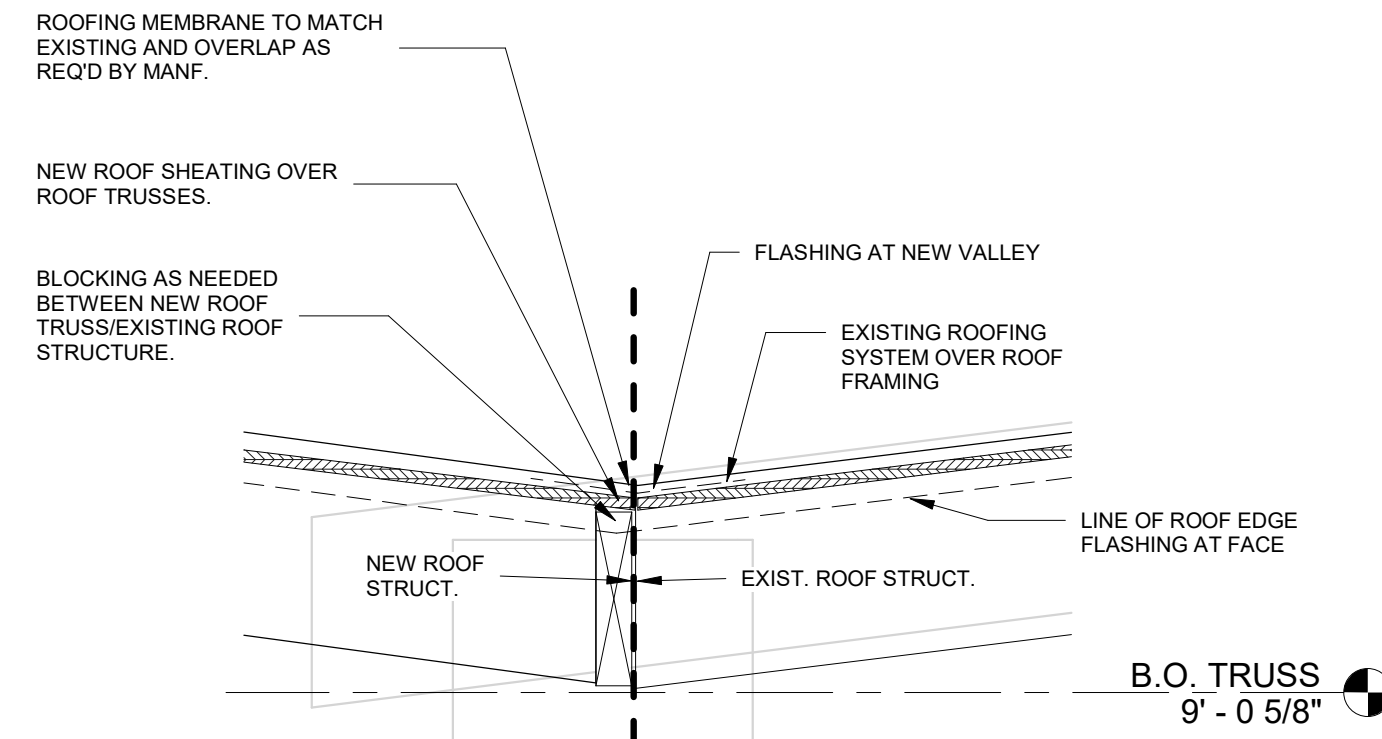 ROOFING MEMBRANE TO MATCH
EXISTING AND OVERLAP AS
REQ'D BY MANF.
NEW ROOF SHEATING OVER
ROOF TRUSSES.
BLOCKING AS NEEDED
BETWEEN NEW ROOF
TRUSS/EXISTING ROOF
STRUCTURE.
FLASHING AT NEW VALLEY
EXISTING ROOFING
SYSTEM OVER ROOF
FRAMING
LINE OF ROOF EDGE
FLASHING AT FACE
NEW ROOF
STRUCT.
EXIST. ROOF STRUCT.
B.O. TRUSS
9' - 0 5/8"